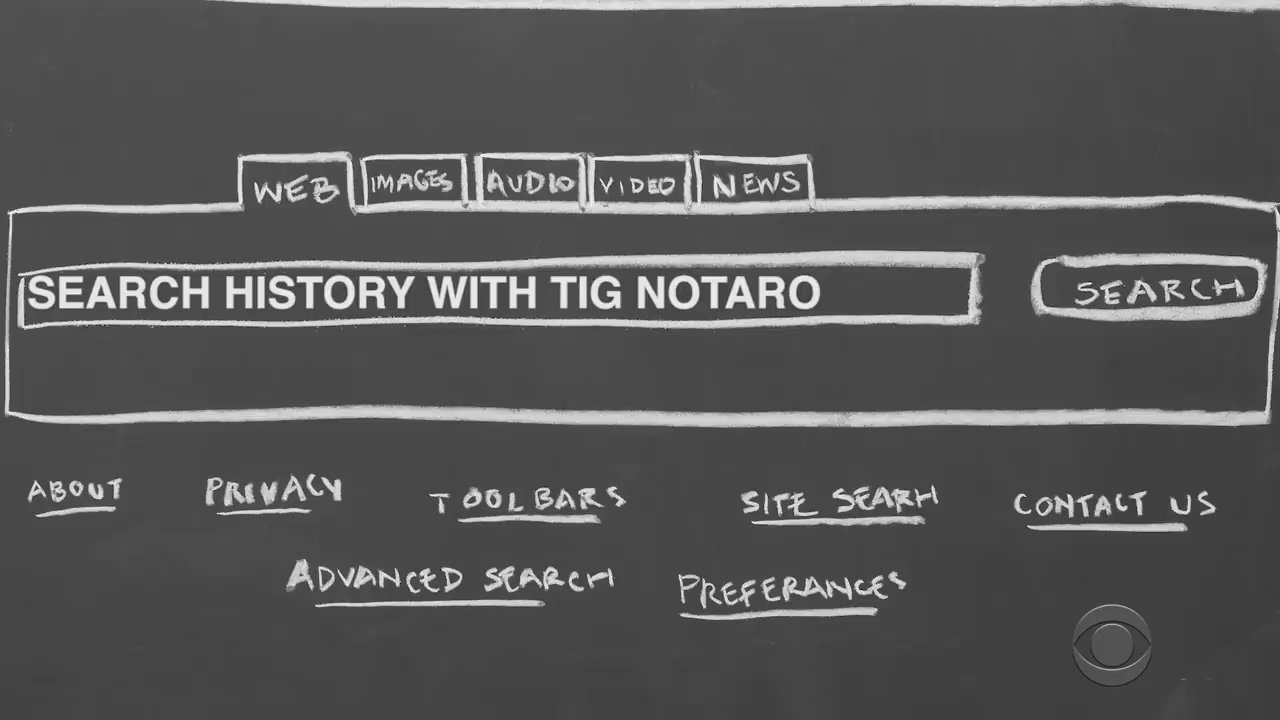 WEB IMAGES AUDIO VIDEO NEWS
SEARCH HISTORY WITH TIG NOTARO SEARCH
ABOUT PRIVACY TOOLBARS SITE SEARH CONTACT US
ADVANCED SEARCH PREFERANCES